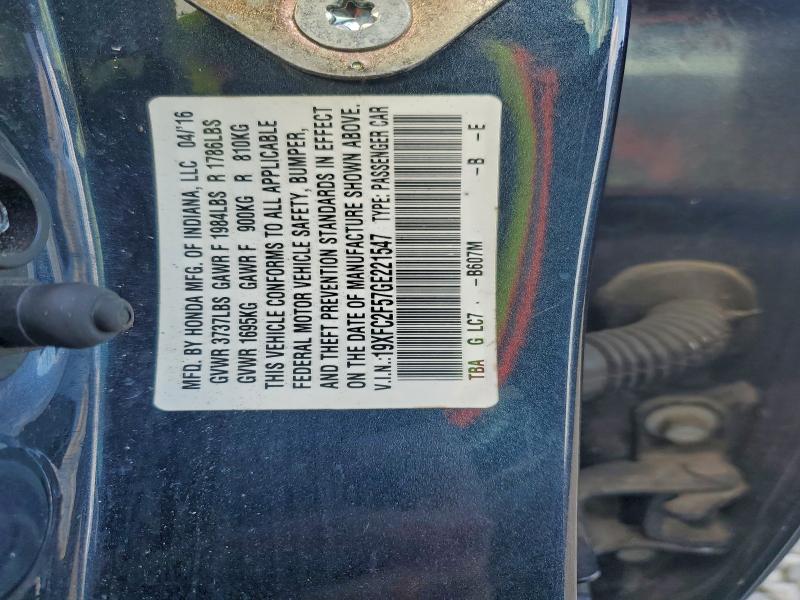 MFD. BY HONDA MFG. OF INDIANA, LLC 04/'16
GVWR 3737LBS GAWR F 1984LBS R 1786LBS
GVWR 1695KG GAWR F 900KG R 810KG
THIS VEHICLE CONFORMS TO ALL APPLICABLE
FEDERAL MOTOR VEHICLE SAFETY, BUMPER,
AND THEFT PREVENTION STANDARDS IN EFFECT
ON THE DATE OF MANUFACTURE SHOWN ABOVE.
V.I.N.:19XFC2F57GE221547 TYPE: PASSENGER CAR
TBA G LC7 -B607M -B -E